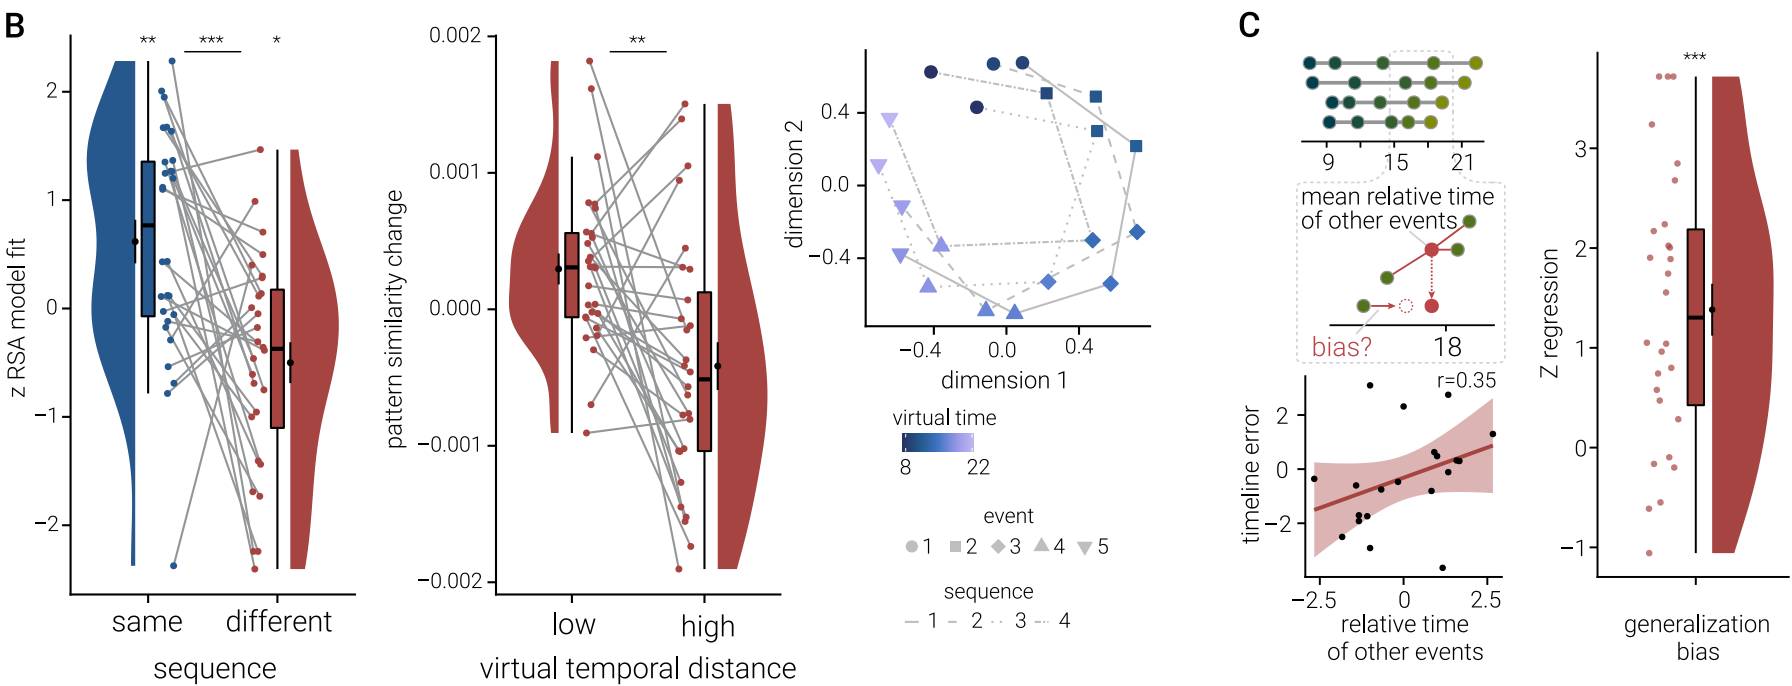 B
** *** *
2
1
0
−1
−2
z RSA model fit
same different
sequence
**
0.002
0.001
0.000
−0.001
−0.002
pattern similarity change
low high
virtual temporal distance
0.4
0.0
−0.4
dimension 2
−0.4 0.0 0.4
dimension 1
virtual time
8 22
event
1 2 3 4 5
sequence
1 2 3 4
C
9 15 21
mean relative time
of other events
bias? 18
r=0.35
2
0
−2
timeline error
−2.5 0 2.5
relative time
of other events
***
3
2
1
0
−1
Z regression
generalization
bias